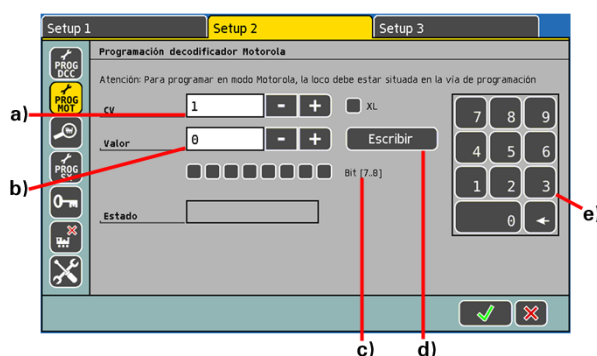 Setup 1 Setup 2 Setup 3
Programación decodificador Motorola
PROG DCC
Atención: Para programar en modo Motorola, la loco debe estar situada en la vía de programación
PROG MOT
a)
CV 1 - + XL
7 8 9
Valor 0 - + Escribir
4 5 6
b)
PROG
Bit [7..0]
1 2 3
Estado
0
e)
c) d)